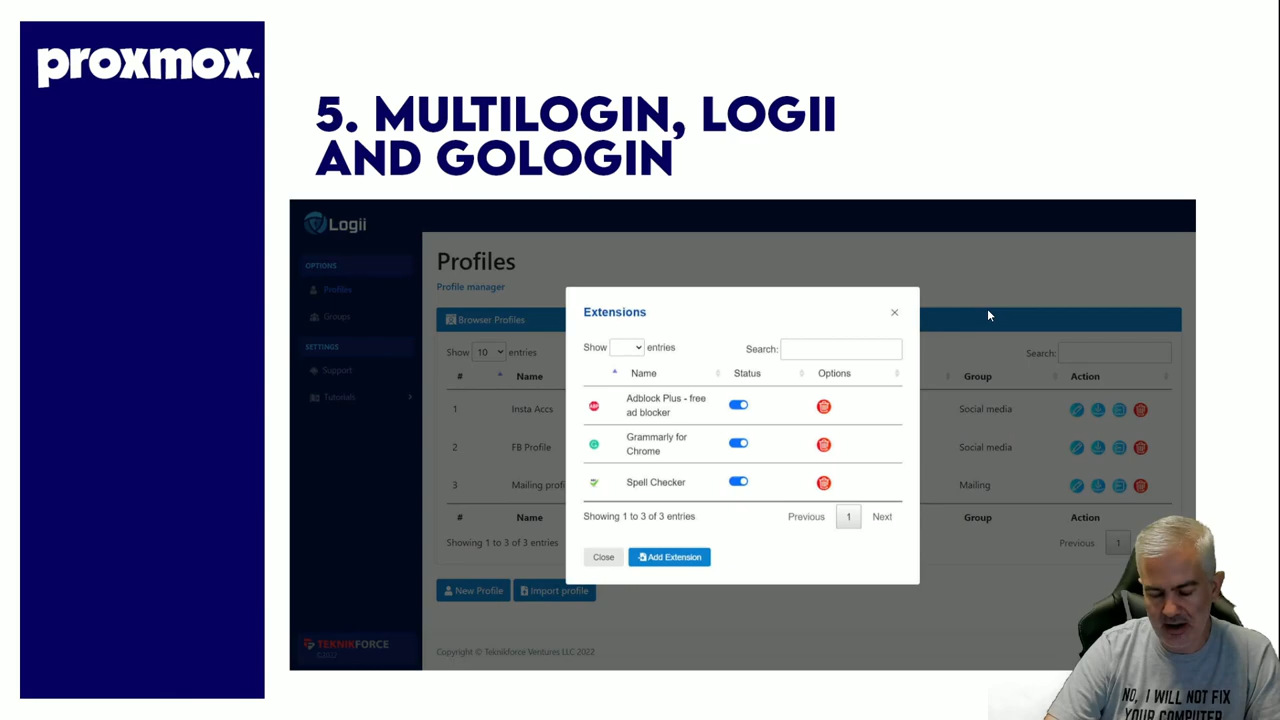 proxmox.
5. MULTILOGIN, LOGII
AND GOLOGIN
Logii
OPTIONS
Profiles
Groups
SETTINGS
Support
Tutorials
TEKNIKFORCE
©2022
Profiles
Profile manager
Browser Profiles
Show 10 entries
Search:
# Name Group Action
1 Insta Accs Social media
2 FB Profile Social media
3 Mailing profi Mailing
# Name Group Action
Showing 1 to 3 of 3 entries
Previous 1
New Profile Import profile
Copyright © Teknikforce Ventures LLC 2022
Extensions ×
Show entries Search:
Name Status Options
ABP
Adblock Plus - free
ad blocker
Grammarly for
Chrome
Spell Checker
Showing 1 to 3 of 3 entries Previous 1 Next
Close Add Extension
NO, I WILL NOT FIX
YOUR COMPUTER